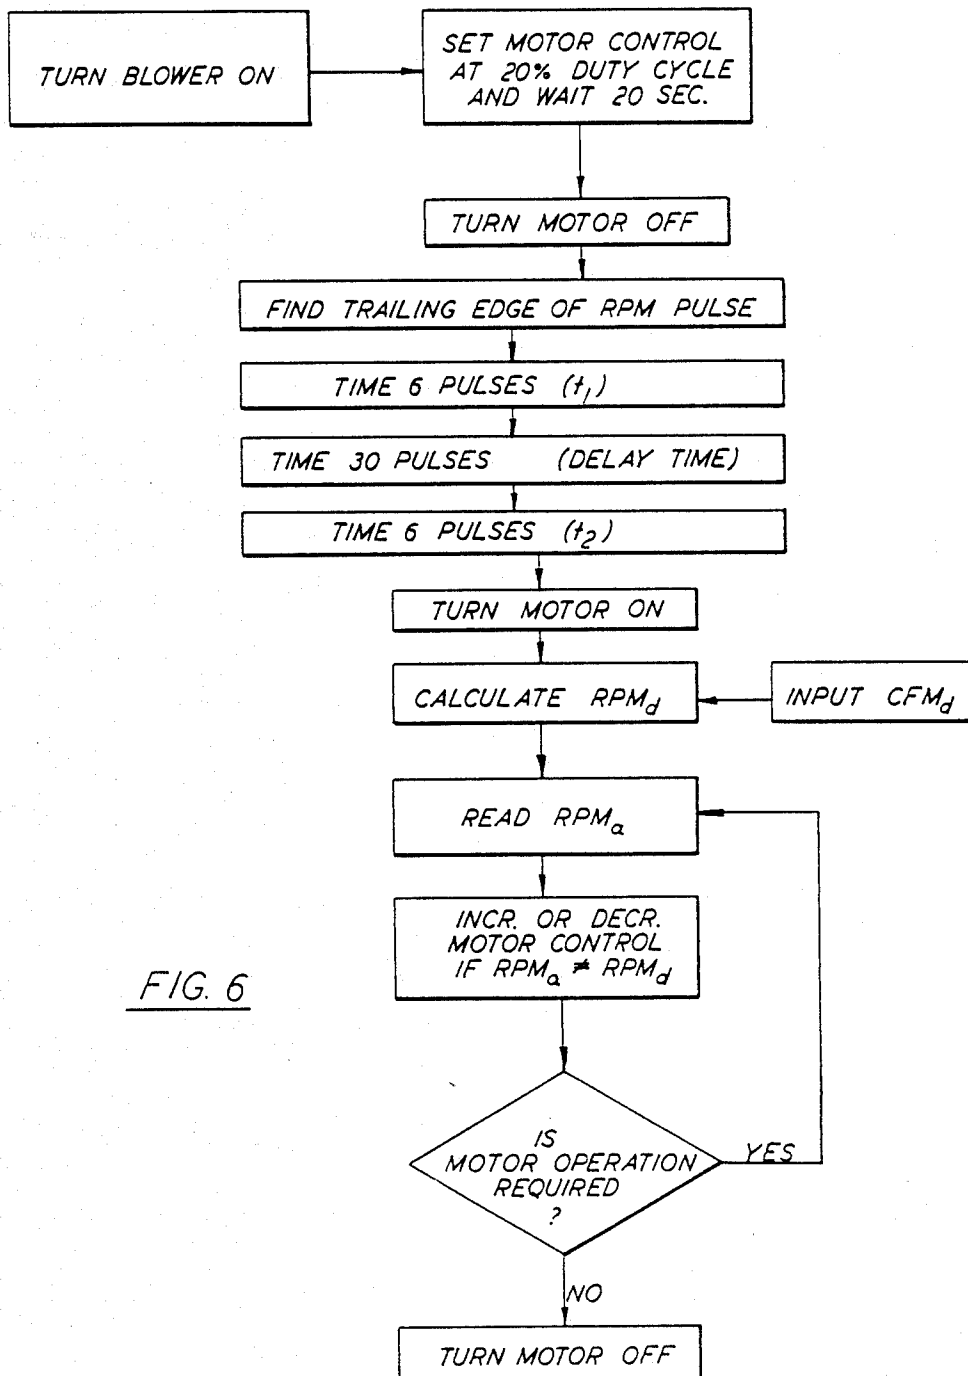 TURN BLOWER ON
SET MOTOR CONTROL
AT 20% DUTY CYCLE
AND WAIT 20 SEC.
TURN MOTOR OFF
FIND TRAILING EDGE OF RPM PULSE
TIME 6 PULSES (t₁)
TIME 30 PULSES (DELAY TIME)
TIME 6 PULSES (t₂)
TURN MOTOR ON
CALCULATE RPMd
INPUT CFMd
READ RPMa
INCR. OR DECR.
MOTOR CONTROL
IF RPMa ≠ RPMd
FIG. 6
IS
MOTOR OPERATION
REQUIRED
?
YES
NO
TURN MOTOR OFF